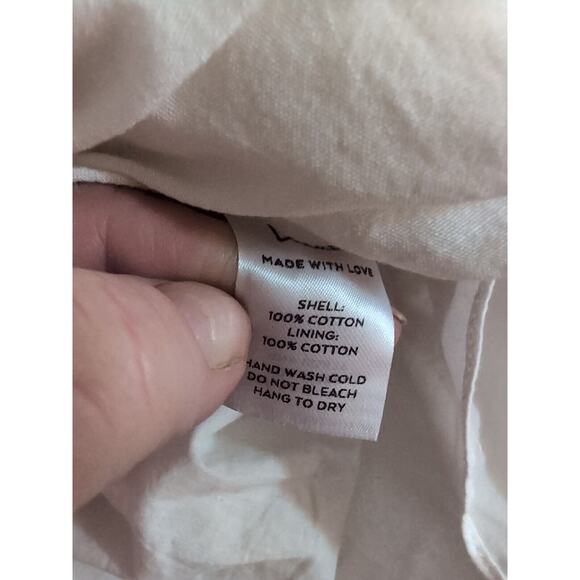 MADE WITH LOVE
SHELL:
100% COTTON
LINING:
100% COTTON
HAND WASH COLD
DO NOT BLEACH
HANG TO DRY